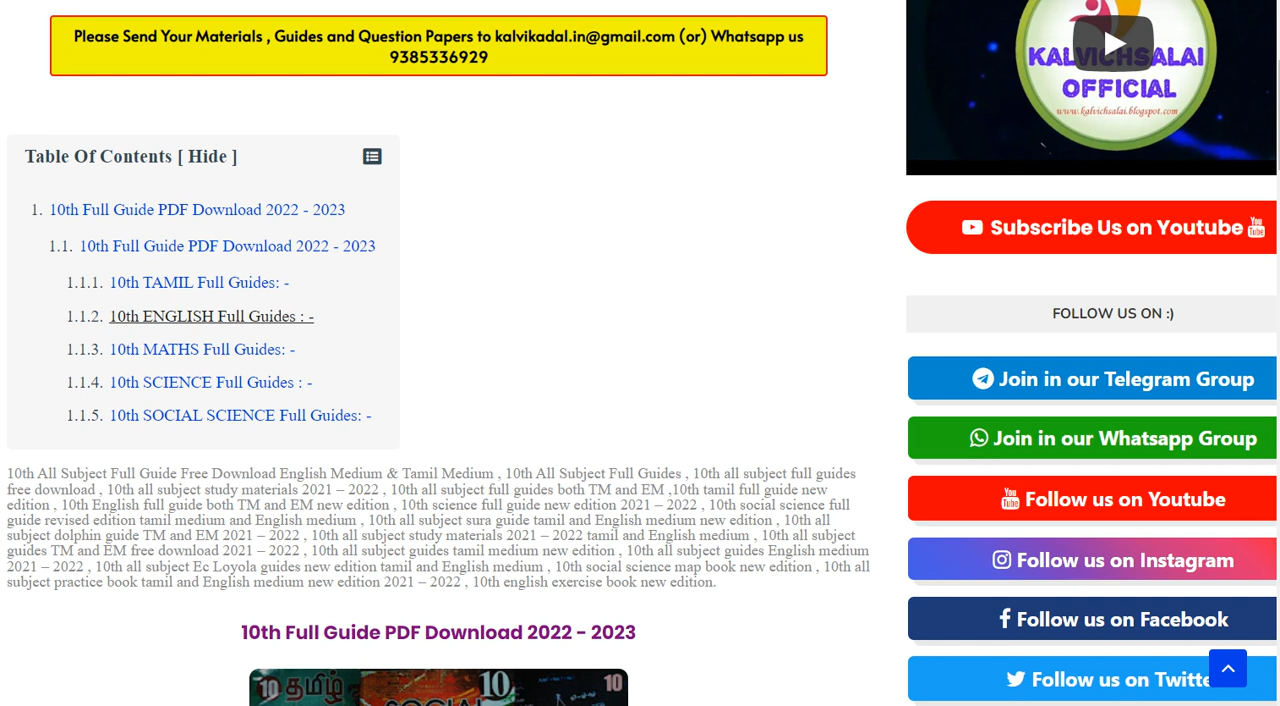 Please Send Your Materials , Guides and Question Papers to kalvikadal.in@gmail.com (or) Whatsapp us
9385336929
Table Of Contents [ Hide ]
1. 10th Full Guide PDF Download 2022 - 2023
1.1. 10th Full Guide PDF Download 2022 - 2023
1.1.1. 10th TAMIL Full Guides: -
1.1.2. 10th ENGLISH Full Guides : -
1.1.3. 10th MATHS Full Guides: -
1.1.4. 10th SCIENCE Full Guides : -
1.1.5. 10th SOCIAL SCIENCE Full Guides: -
10th All Subject Full Guide Free Download English Medium & Tamil Medium , 10th All Subject Full Guides , 10th all subject full guides
free download , 10th all subject study materials 2021 – 2022 , 10th all subject full guides both TM and EM ,10th tamil full guide new
edition , 10th English full guide both TM and EM new edition , 10th science full guide new edition 2021 – 2022 , 10th social science full
guide revised edition tamil medium and English medium , 10th all subject sura guide tamil and English medium new edition , 10th all
subject dolphin guide TM and EM 2021 – 2022 , 10th all subject study materials 2021 – 2022 tamil and English medium , 10th all subject
guides TM and EM free download 2021 – 2022 , 10th all subject guides tamil medium new edition , 10th all subject guides English medium
2021 – 2022 , 10th all subject Ec Loyola guides new edition tamil and English medium , 10th social science map book new edition , 10th all
subject practice book tamil and English medium new edition 2021 – 2022 , 10th english exercise book new edition.
10th Full Guide PDF Download 2022 - 2023
10 தமிழ் 10 10
SOCIAL
KALVICHSALAI
OFFICIAL
www.kalvichsalai.blogspot.com
Subscribe Us on Youtube You Tube
FOLLOW US ON :)
Join in our Telegram Group
Join in our Whatsapp Group
You Tube Follow us on Youtube
Follow us on Instagram
Follow us on Facebook
Follow us on Twitte